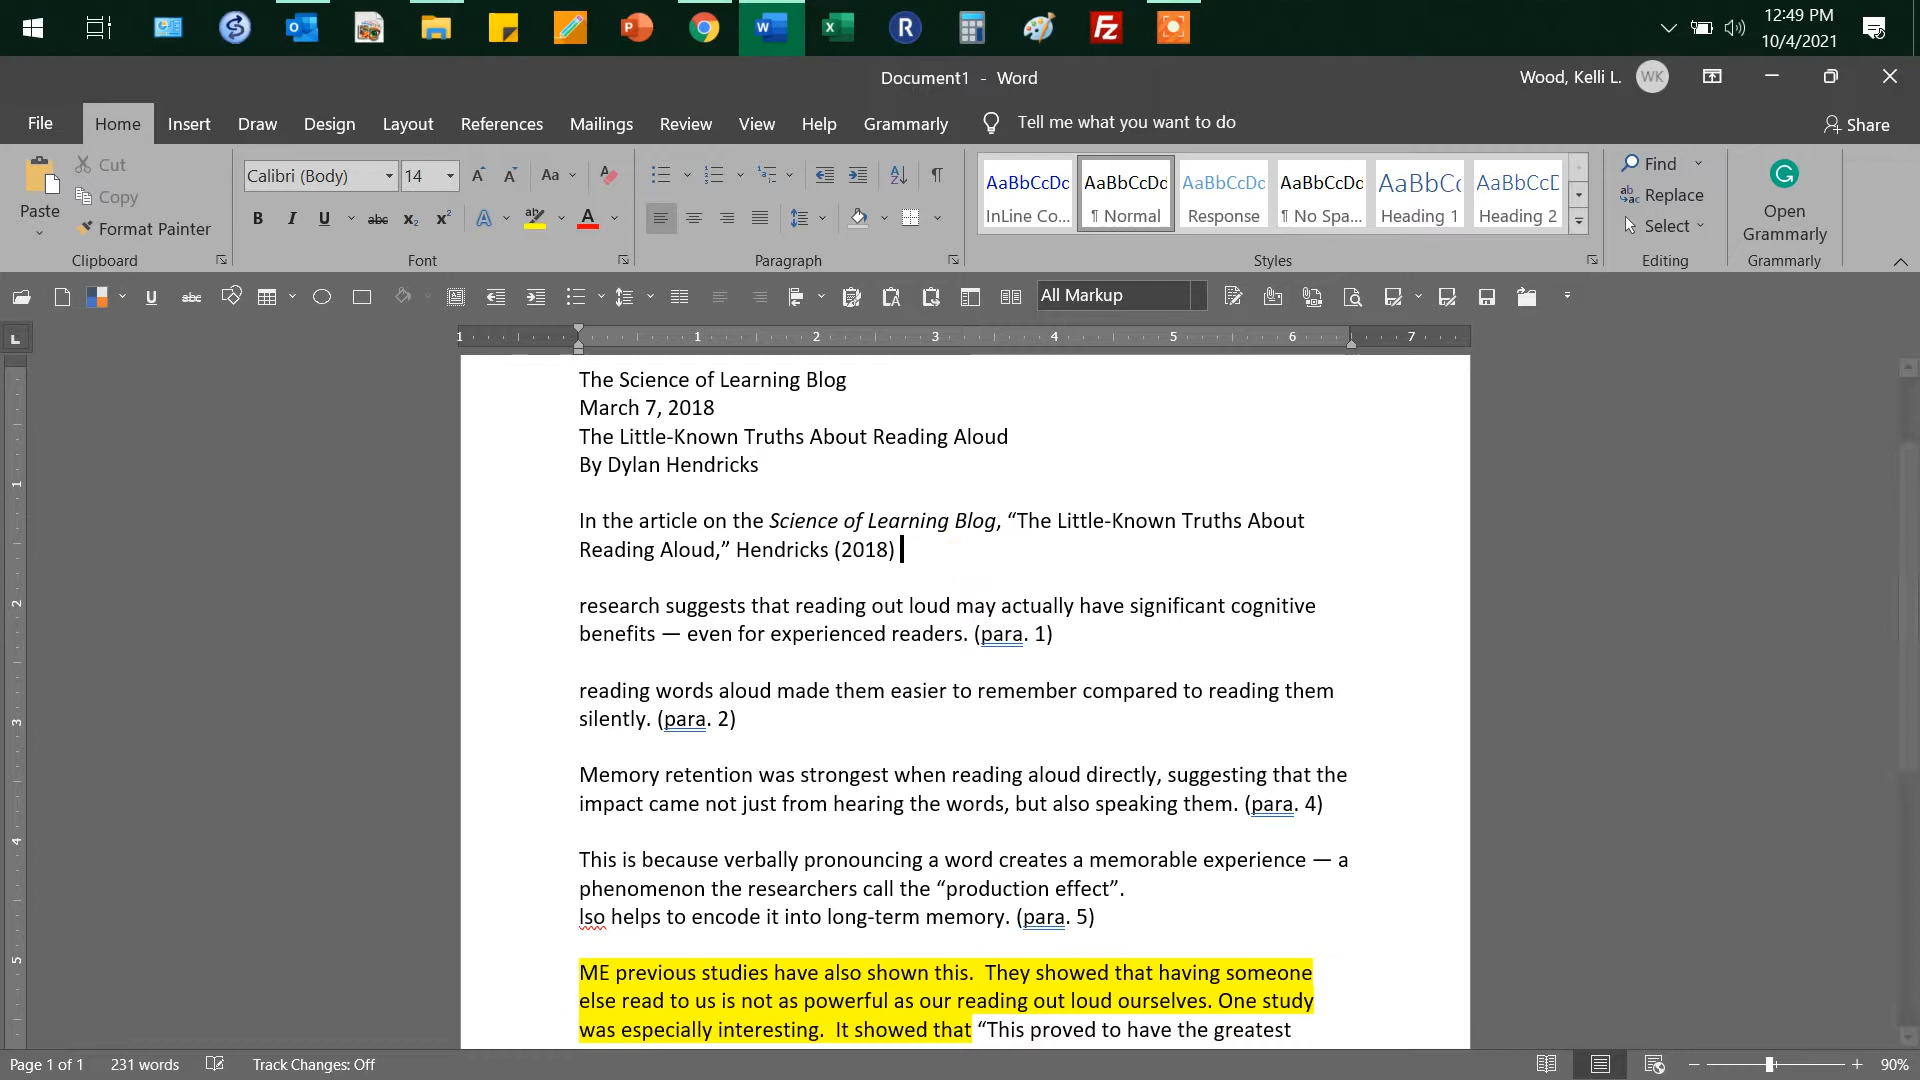 12:49 PM
10/4/2021
Document1 - Word
Wood, Kelli L.
WK
File
Home
Insert
Draw
Design
Layout
References
Mailings
Review
View
Help
Grammarly
Tell me what you want to do
Share
Paste
Cut
Copy
Format Painter
Calibri (Body)
14
AaBbCcDc
InLine Co...
AaBbCcDc
¶ Normal
AaBbCcDc
Response
AaBbCcDc
¶ No Spa...
AaBbC
Heading 1
AaBbCcD
Heading 2
Find
Replace
Select
Open
Grammarly
Clipboard
Font
Paragraph
Styles
Editing
Grammarly
All Markup
1 1 2 3 4 5 6 7
The Science of Learning Blog
March 7, 2018
The Little-Known Truths About Reading Aloud
By Dylan Hendricks
In the article on the Science of Learning Blog, “The Little-Known Truths About
Reading Aloud,” Hendricks (2018)
research suggests that reading out loud may actually have significant cognitive
benefits — even for experienced readers. (para. 1)
reading words aloud made them easier to remember compared to reading them
silently. (para. 2)
Memory retention was strongest when reading aloud directly, suggesting that the
impact came not just from hearing the words, but also speaking them. (para. 4)
This is because verbally pronouncing a word creates a memorable experience — a
phenomenon the researchers call the “production effect”.
lso helps to encode it into long-term memory. (para. 5)
ME previous studies have also shown this.  They showed that having someone
else read to us is not as powerful as our reading out loud ourselves. One study
was especially interesting.  It showed that “This proved to have the greatest
Page 1 of 1
231 words
Track Changes: Off
90%